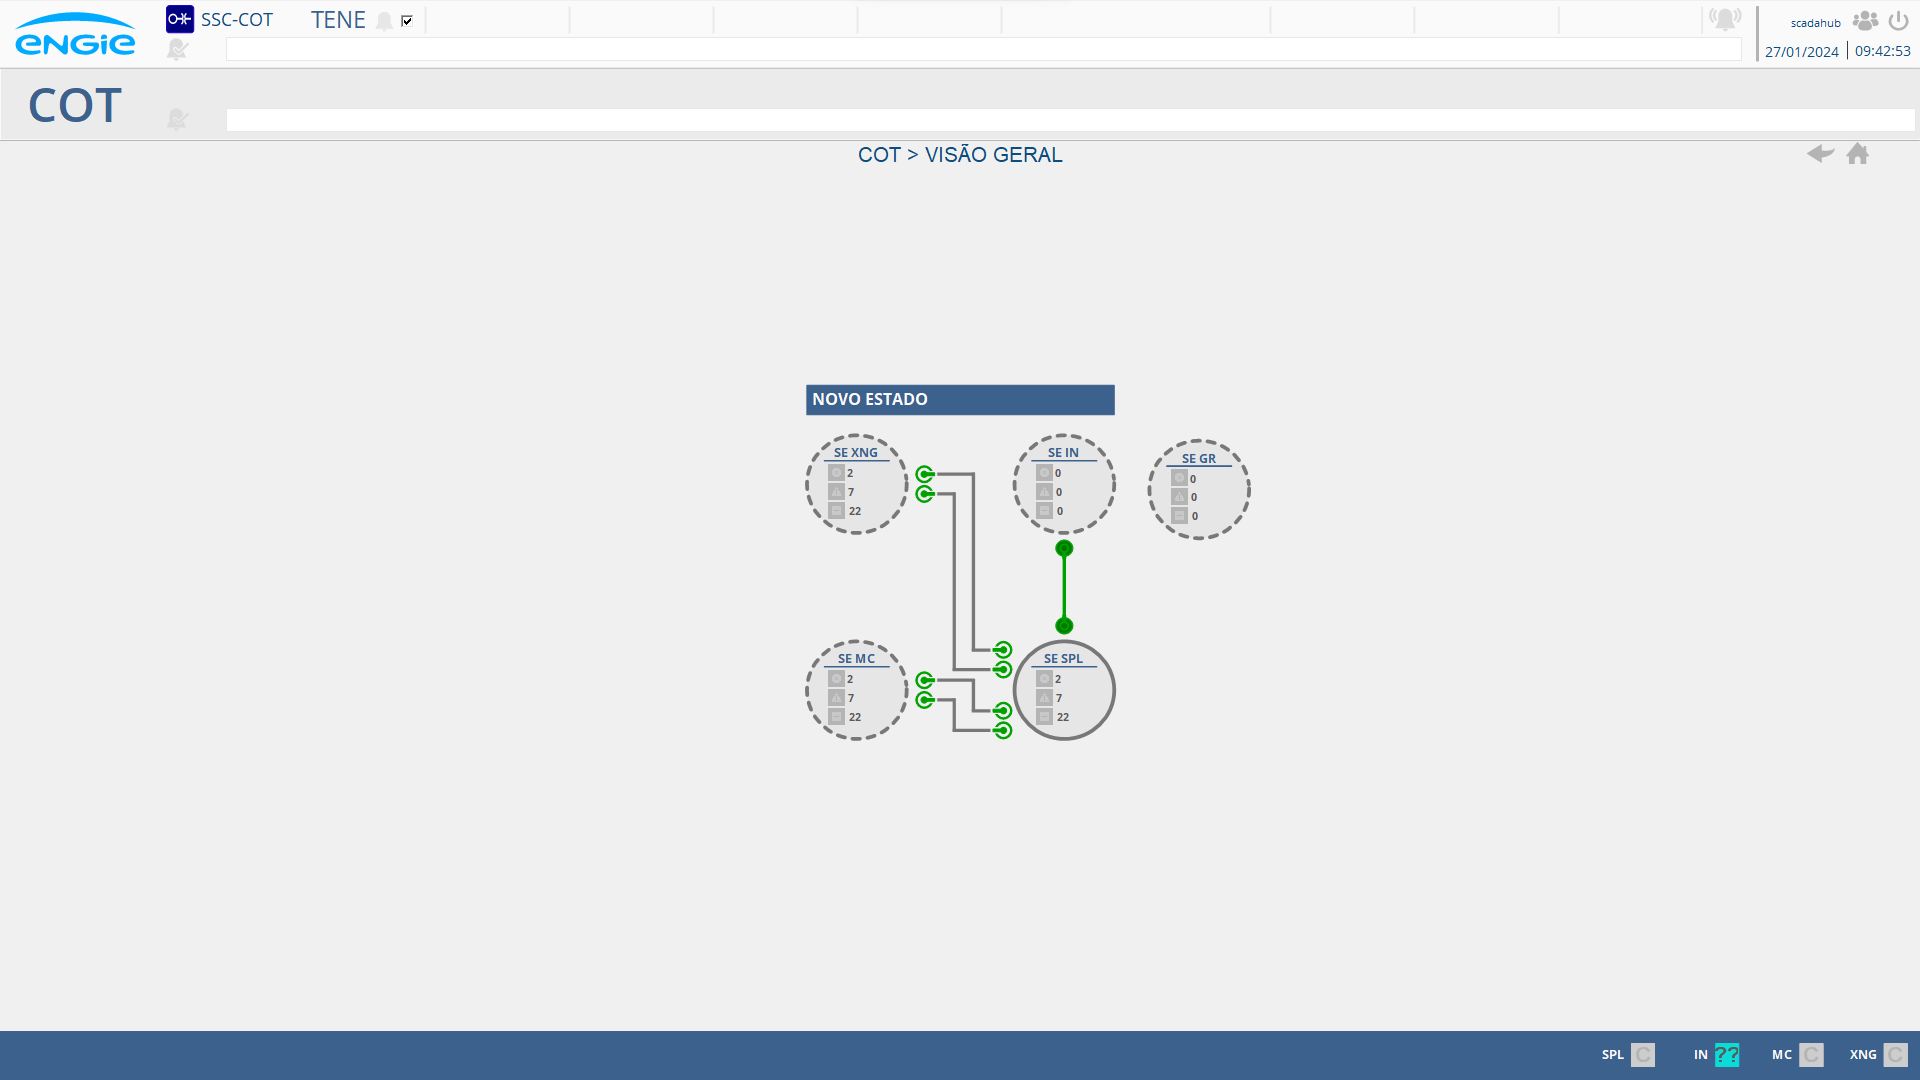 SSC-COT
TENE
scadahub
ENGIE
27/01/2024
09:42:53
COT
COT > VISÃO GERAL
NOVO ESTADO
SE XNG
2
7
22
SE IN
0
0
0
SE GR
0
0
0
SE MC
2
7
22
SE SPL
2
7
22
SPL C
IN ??
MC C
XNG C